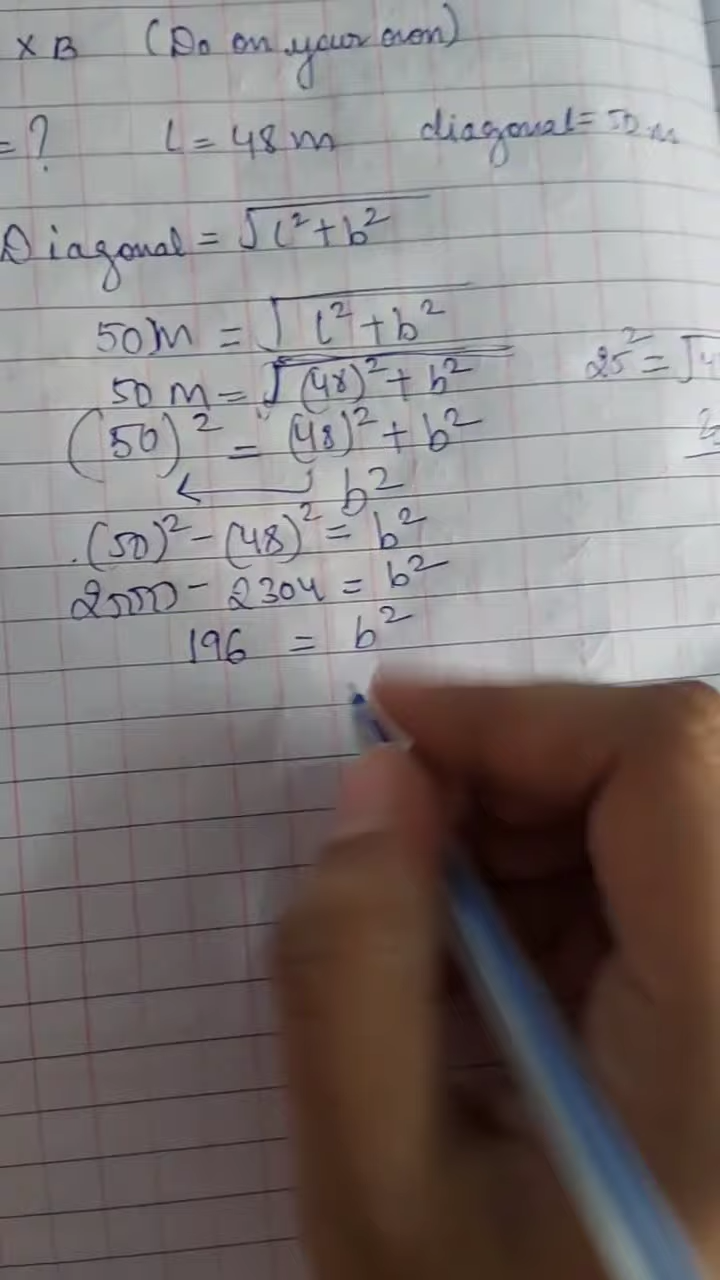 × B (Do on your own)
= ? l = 48 m diagonal = 50 m
Diagonal = √l² + b²
50 m = √l² + b²
50 m = √(48)² + b²
25² = √
(50)² = (48)² + b²
← b²
(50)² - (48)² = b²
2500 - 2304 = b²
196 = b²